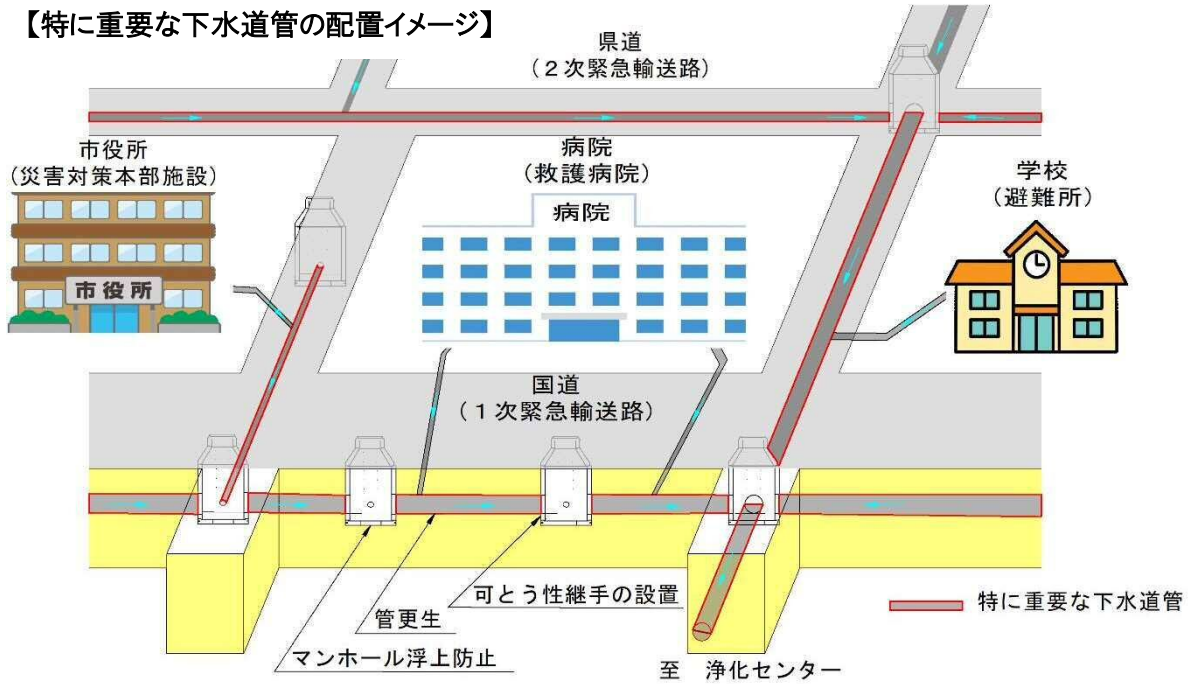 【特に重要な下水道管の配置イメージ】
県道
（２次緊急輸送路）
市役所
（災害対策本部施設）
病院
（救護病院）
学校
（避難所）
病院
市役所
国道
（１次緊急輸送路）
可とう性継手の設置
管更生
マンホール浮上防止
特に重要な下水道管
至　浄化センター